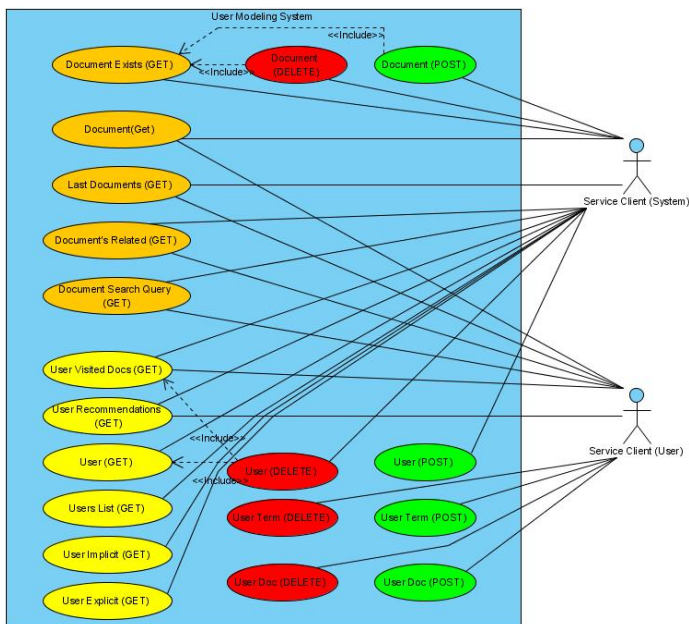 User Modeling System
<<Include>>
Document Exists (GET)
<<Include>>
Document
(DELETE)
Document (POST)
Document(Get)
Last Documents (GET)
Service Client (System)
Document's Related (GET)
Document Search Query
(GET)
User Visited Docs (GET)
User Recommendations
(GET)
<<Include>>
Service Client (User)
User (GET)
<<Include>>
User (DELETE)
User (POST)
Users List (GET)
User Term (DELETE)
User Term (POST)
User Implicit (GET)
User Doc (DELETE)
User Doc (POST)
User Explicit (GET)